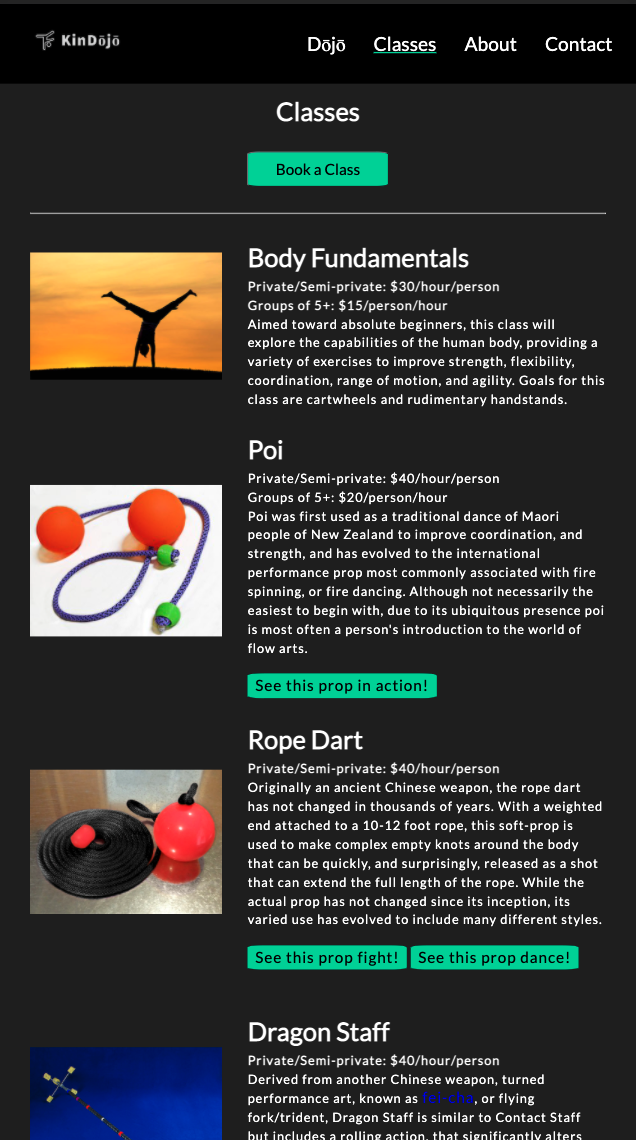 KinDōjō
Dōjō Classes About Contact
Classes
Book a Class
Body Fundamentals
Private/Semi-private: $30/hour/person
Groups of 5+: $15/person/hour
Aimed toward absolute beginners, this class will
explore the capabilities of the human body, providing a
variety of exercises to improve strength, flexibility,
coordination, range of motion, and agility. Goals for this
class are cartwheels and rudimentary handstands.
Poi
Private/Semi-private: $40/hour/person
Groups of 5+: $20/person/hour
Poi was first used as a traditional dance of Maori
people of New Zealand to improve coordination, and
strength, and has evolved to the international
performance prop most commonly associated with fire
spinning, or fire dancing. Although not necessarily the
easiest to begin with, due to its ubiquitous presence poi
is most often a person's introduction to the world of
flow arts.
See this prop in action!
Rope Dart
Private/Semi-private: $40/hour/person
Originally an ancient Chinese weapon, the rope dart
has not changed in thousands of years. With a weighted
end attached to a 10-12 foot rope, this soft-prop is
used to make complex empty knots around the body
that can be quickly, and surprisingly, released as a shot
that can extend the full length of the rope. While the
actual prop has not changed since its inception, its
varied use has evolved to include many different styles.
See this prop fight! See this prop dance!
Dragon Staff
Private/Semi-private: $40/hour/person
Derived from another Chinese weapon, turned
performance art, known as fei-cha, or flying
fork/trident, Dragon Staff is similar to Contact Staff
but includes a rolling action, that significantly alters